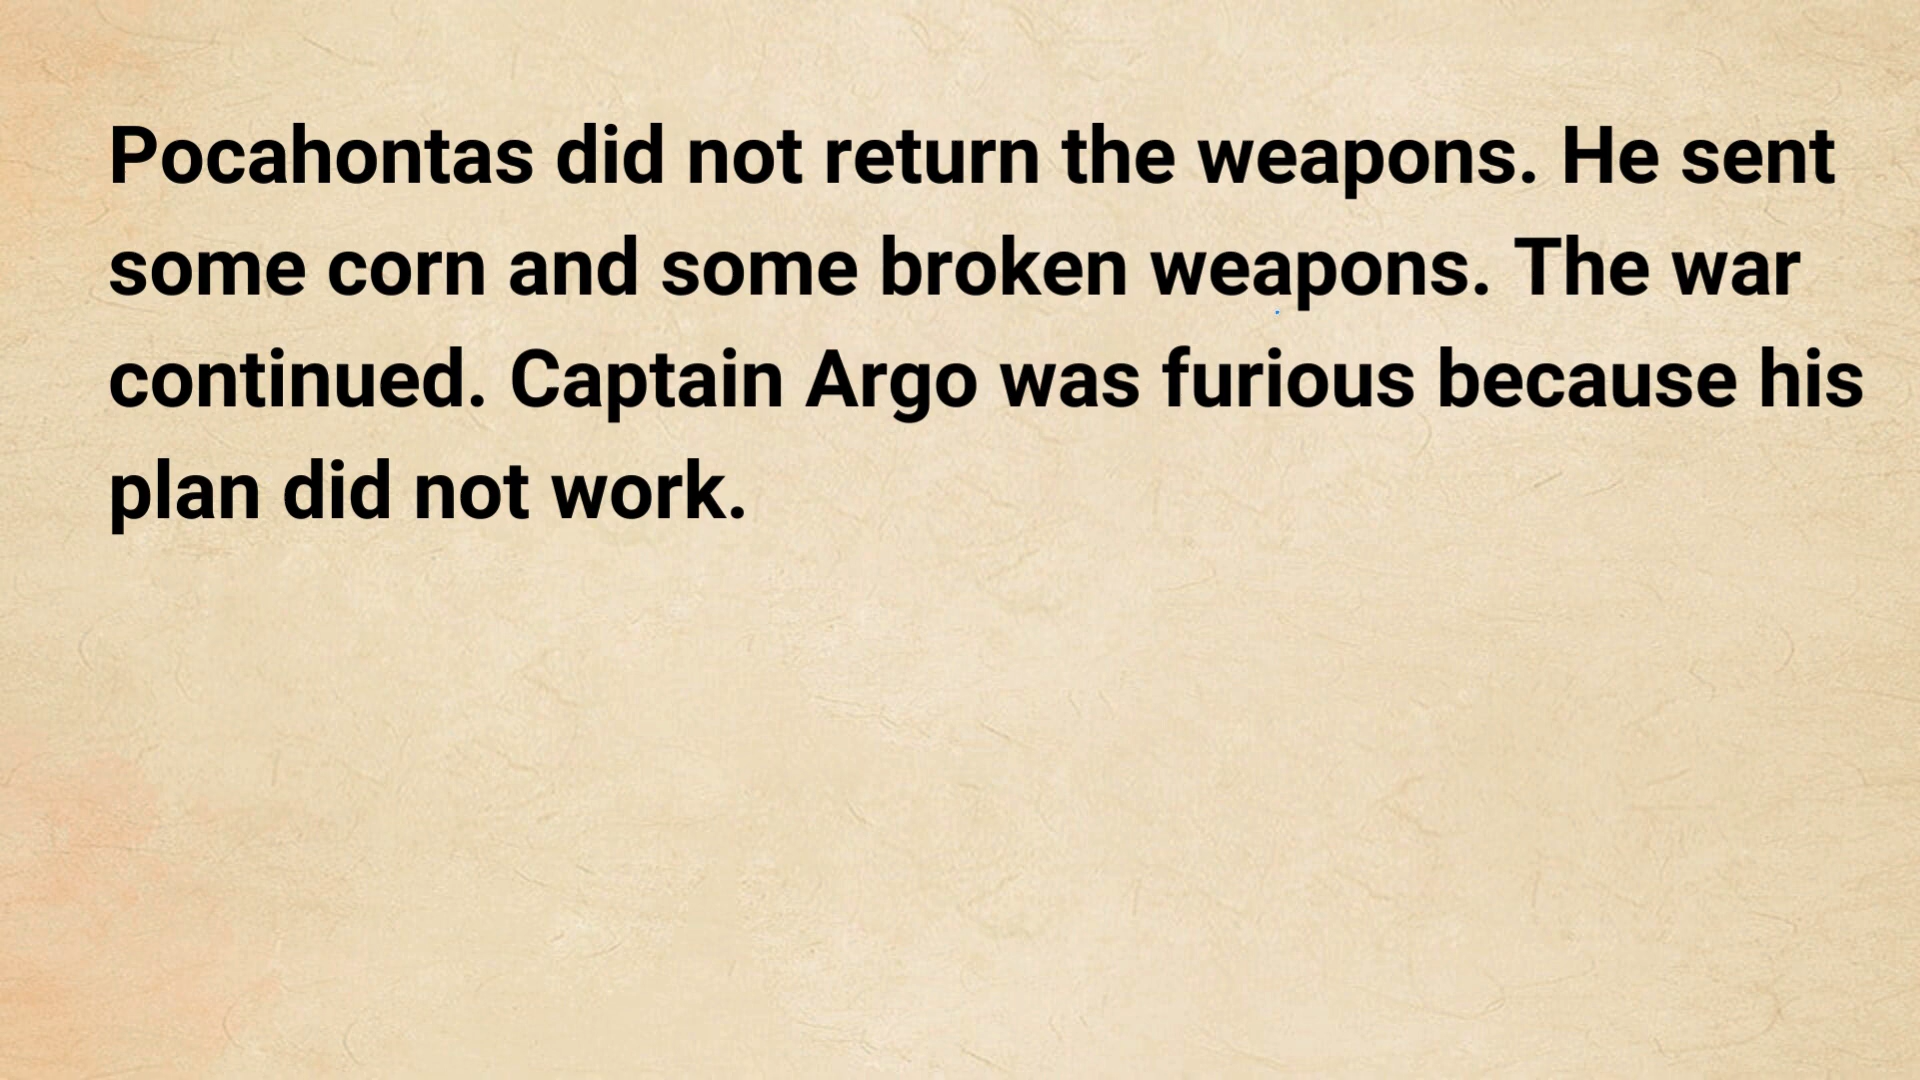 Pocahontas did not return the weapons. He sent
some corn and some broken weapons. The war
continued. Captain Argo was furious because his
plan did not work.